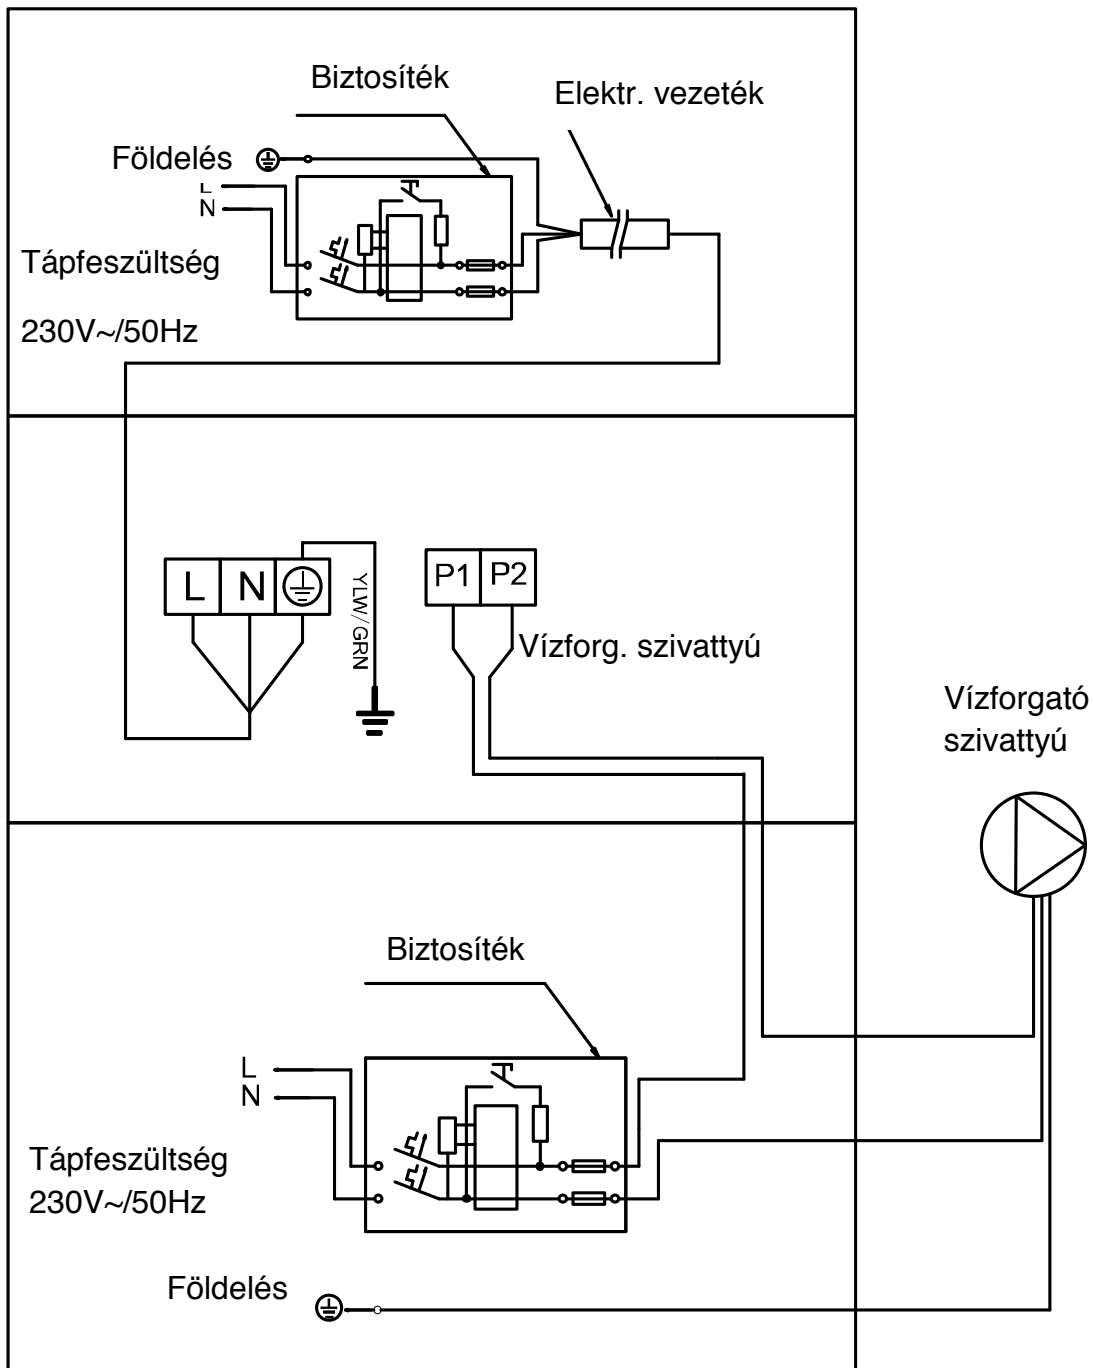 Biztosíték
Elektr. vezeték
Földelés
L
N
Tápfeszültség
230V~/50Hz
L N
YLW/GRN
P1 P2
Vízforg. szivattyú
Vízforgató
szivattyú
Biztosíték
L
N
Tápfeszültség
230V~/50Hz
Földelés